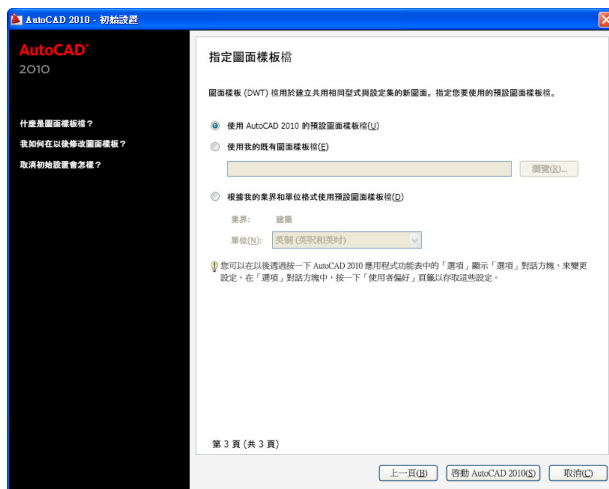 AutoCAD 2010 - 初始設置
AutoCAD®
2010
什麼是圖面樣板檔？
我如何在以後修改圖面樣板？
取消初始設置會怎樣？
指定圖面樣板檔
圖面樣板 (DWT) 檔用於建立共用相同型式與設定集的新圖面。指定您要使用的預設圖面樣板檔。
使用 AutoCAD 2010 的預設圖面樣板檔(U)
使用我的既有圖面樣板檔(E)
瀏覽(R)...
根據我的業界和單位格式使用預設圖面樣板檔(D)
業界: 建築
單位(N): 英制 (英呎和英吋)
您可以在以後透過按一下 AutoCAD 2010 應用程式功能表中的「選項」顯示「選項」對話方塊，來變更
設定。在「選項」對話方塊中，按一下「使用者偏好」頁籤以存取這些設定。
第 3 頁 (共 3 頁)
上一頁(B) 啓動 AutoCAD 2010(S) 取消(C)